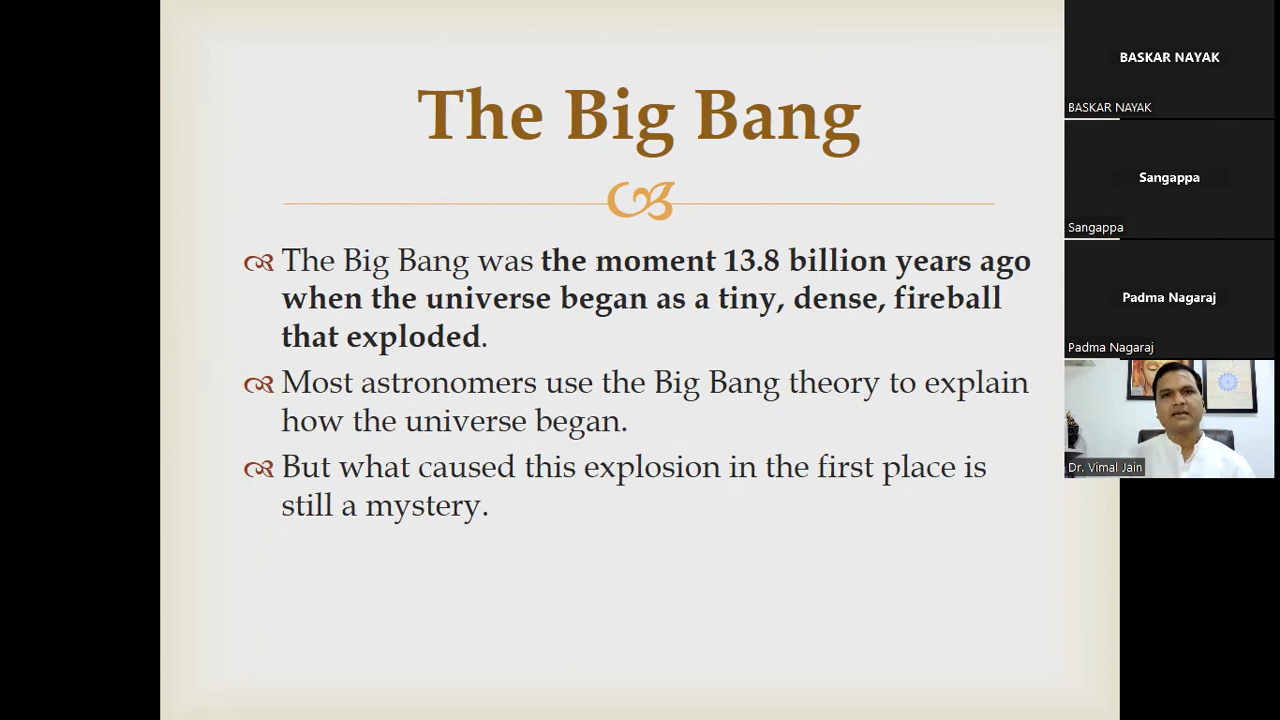 The Big Bang
The Big Bang was the moment 13.8 billion years ago
when the universe began as a tiny, dense, fireball
that exploded.
Most astronomers use the Big Bang theory to explain
how the universe began.
But what caused this explosion in the first place is
still a mystery.
BASKAR NAYAK
BASKAR NAYAK
Sangappa
Sangappa
Padma Nagaraj
Padma Nagaraj
Dr. Vimal Jain